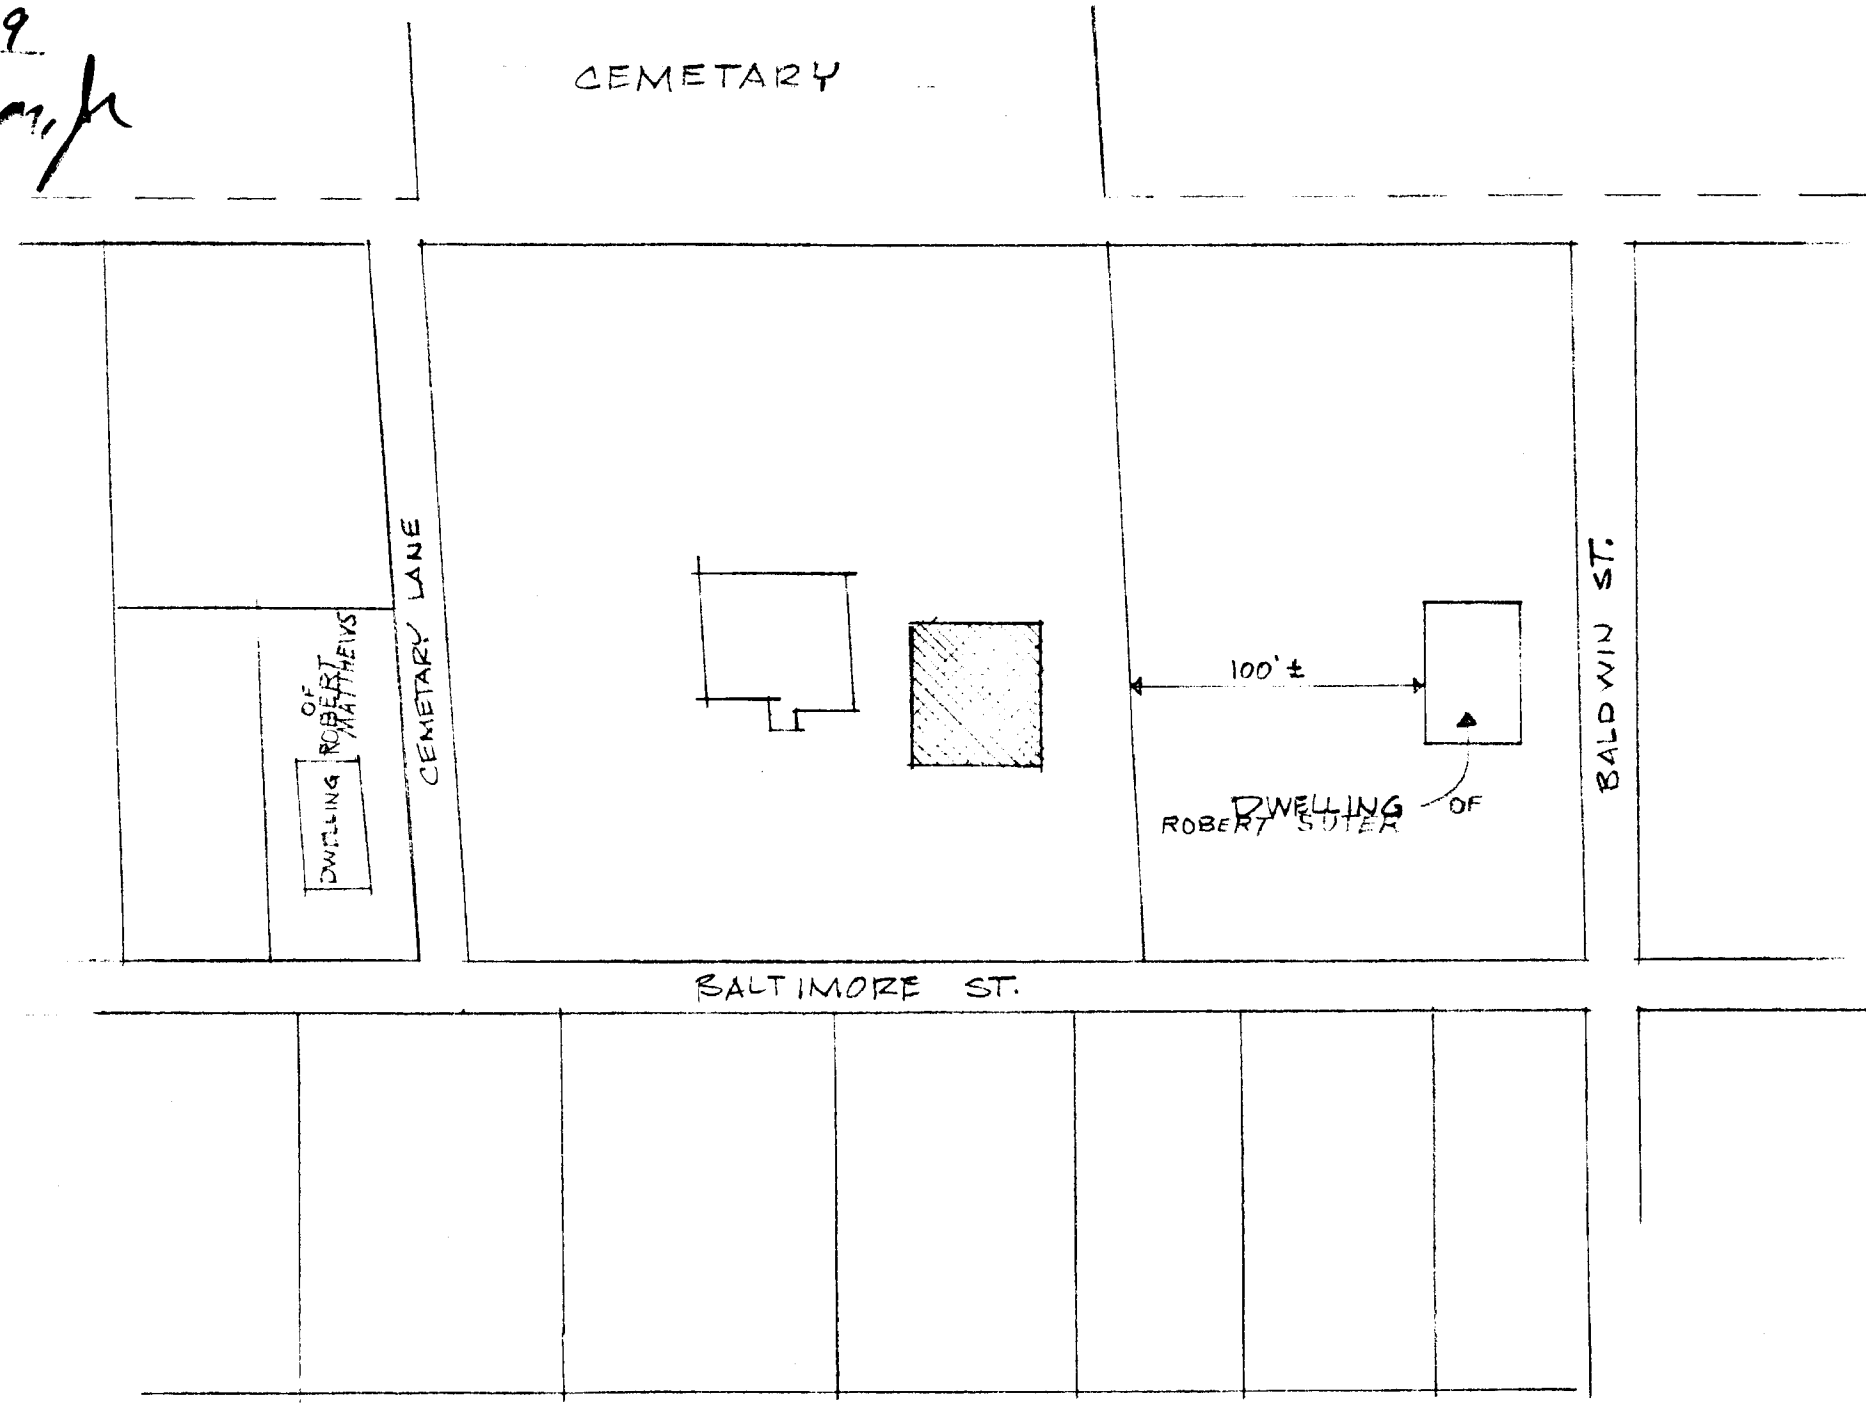 9
CEMETARY
CEMETARY LANE
DWELLING OF
ROBERT
MATTHEWS
100' ±
DWELLING OF
ROBERT SUTER
BALDWIN ST.
BALTIMORE ST.